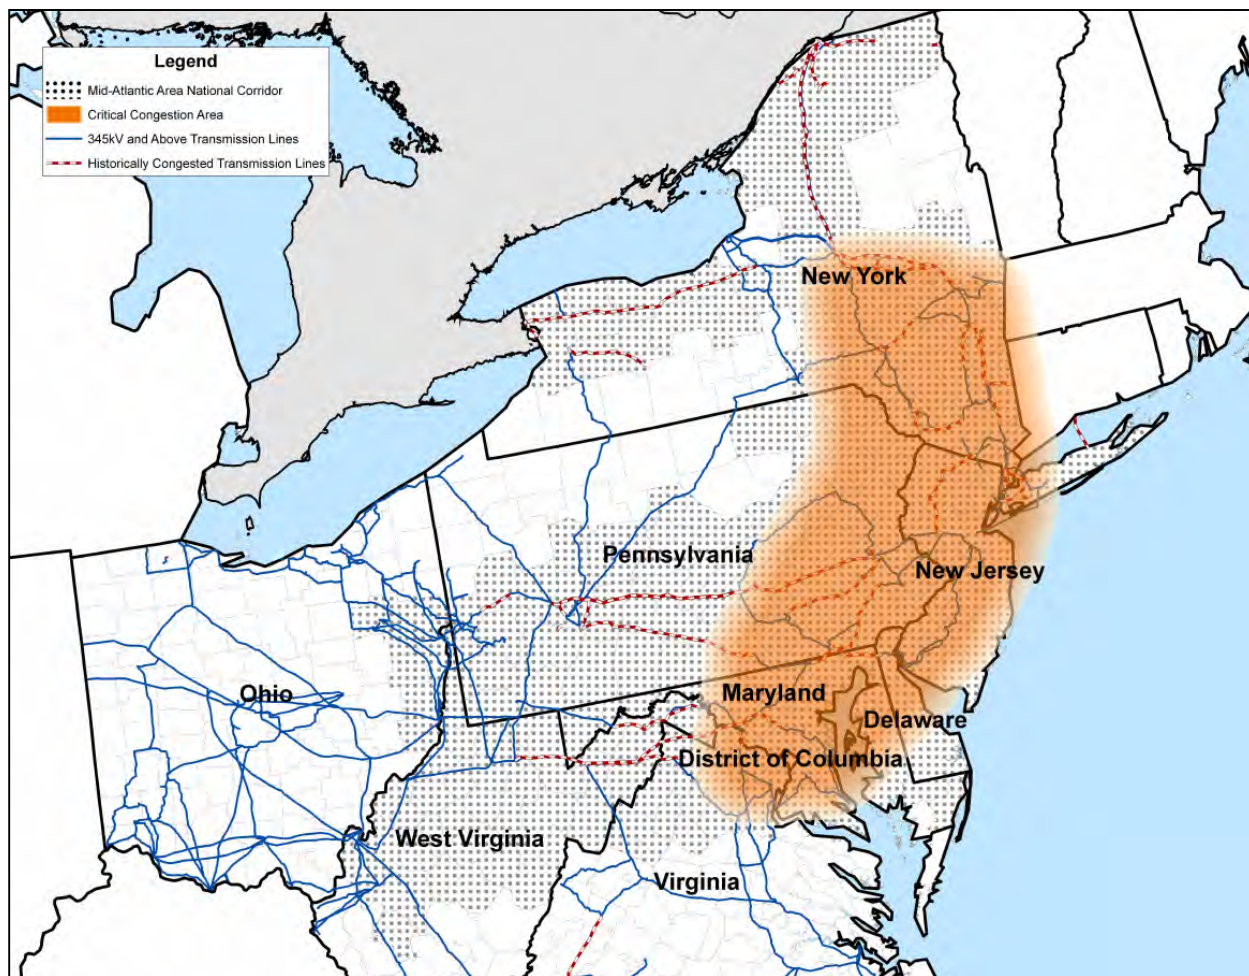 Legend
Mid-Atlantic Area National Corridor
Critical Congestion Area
345kV and Above Transmission Lines
Historically Congested Transmission Lines
New York
Pennsylvania
New Jersey
Ohio
Maryland
Delaware
District of Columbia
West Virginia
Virginia